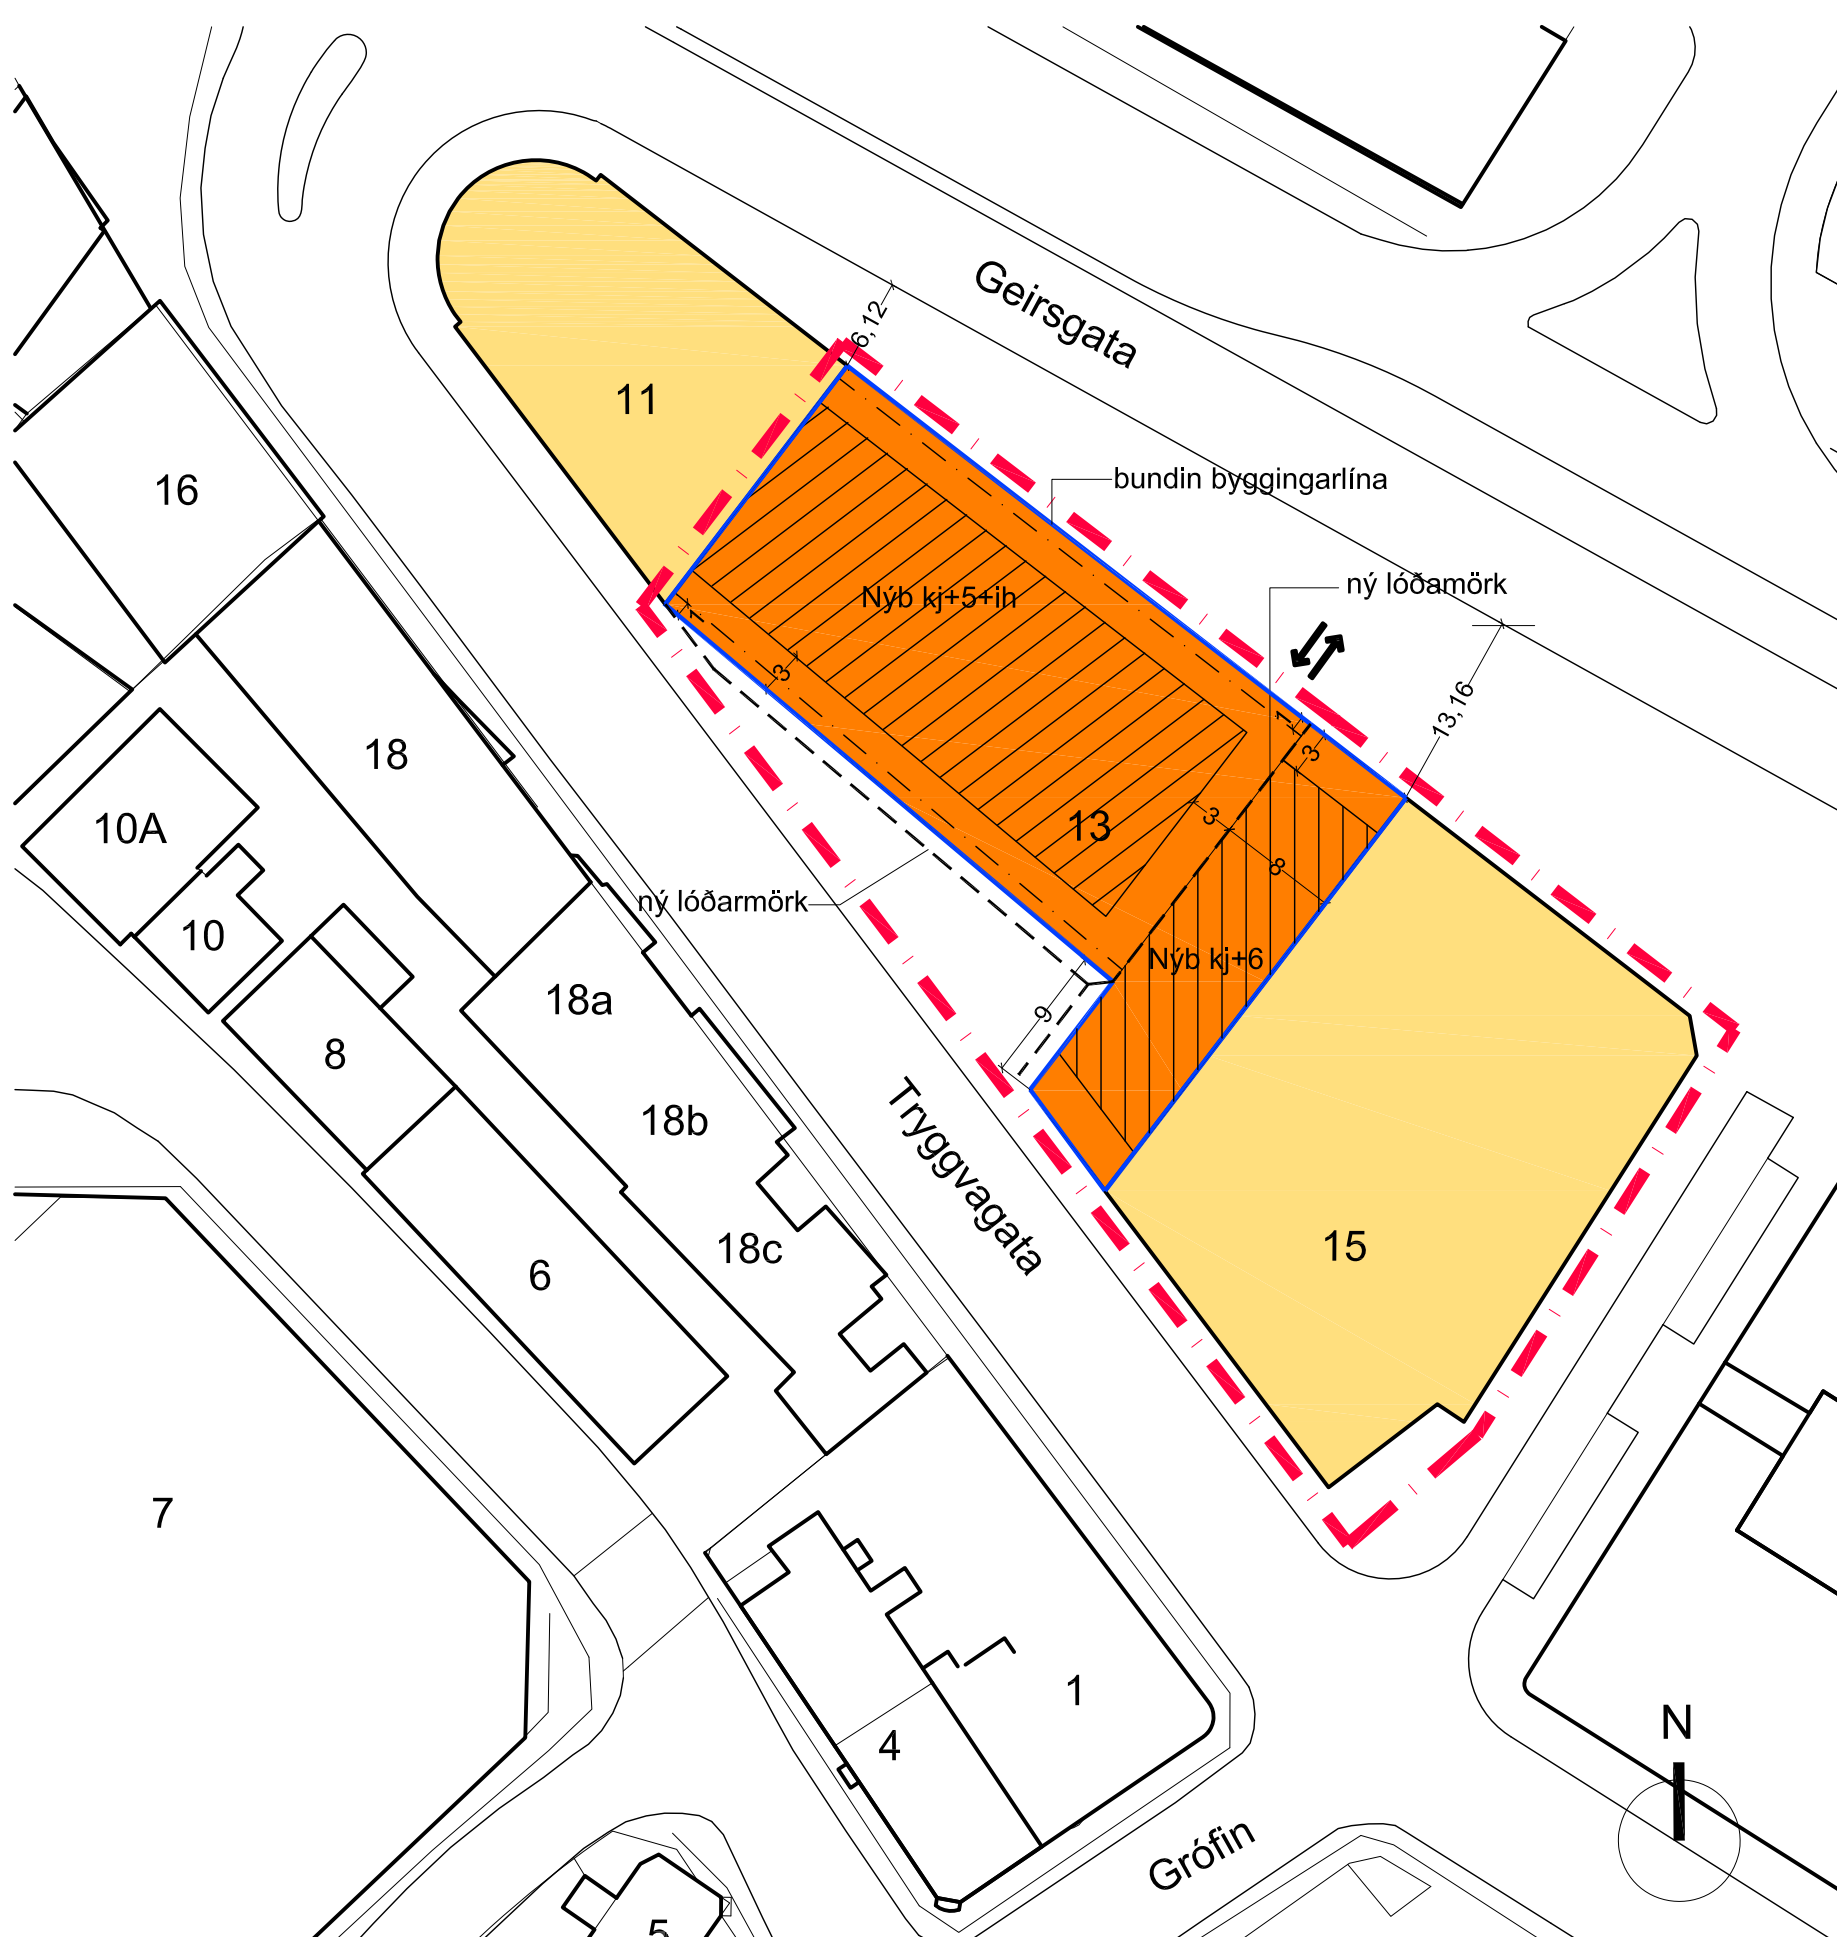 Geirsgata
6,12
11
bundin byggingarlína
16
ný lóðamörk
Nýb kj+5+ih
1
3
13,16
1
3
18
3
13
10A
8
ný lóðarmörk
10
Nýb kj+6
18a
9
8
18b
Tryggvagata
18c
15
6
7
1
N
4
Grófin
5